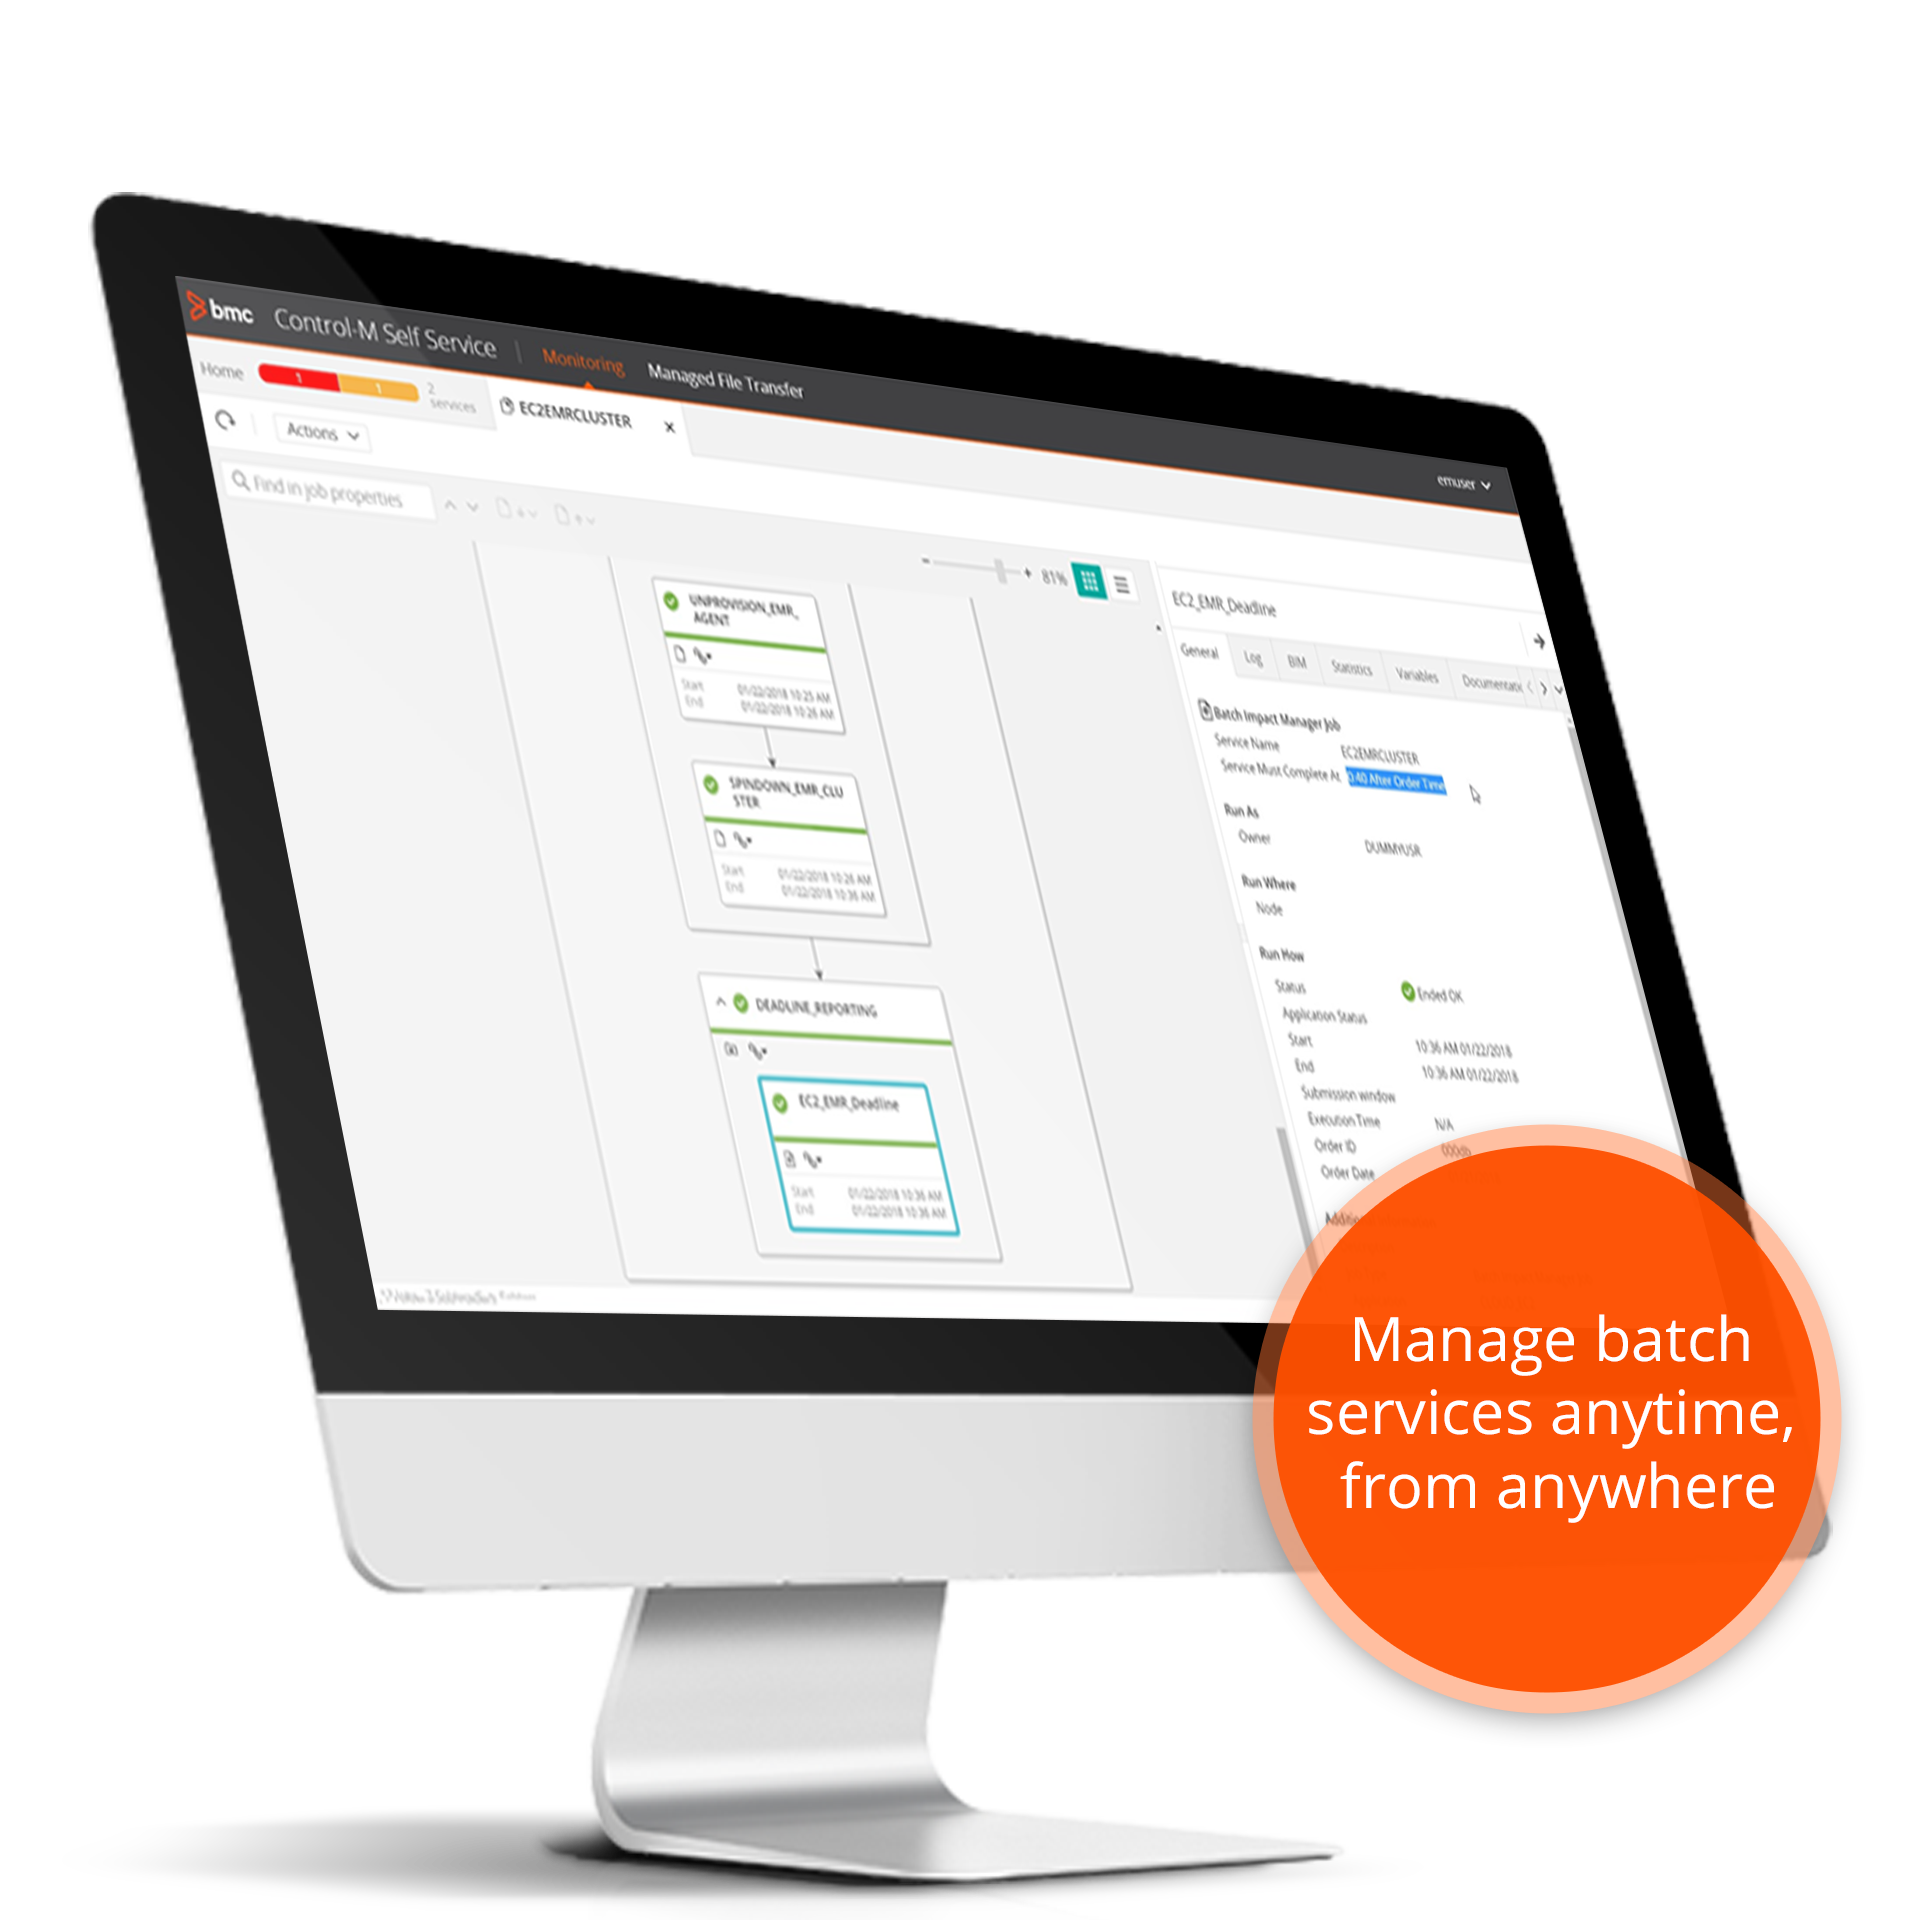 bmc Control-M Self Service | Monitoring Managed File Transfer
emuser
Home 1 1 2 services
EC2EMRCLUSTER x
Actions
Find in job properties
- + 81%
UNPROVISION_EMR_
AGENT
Start 01/22/2018 10:25 AM
End 01/22/2018 10:26 AM
SPINDOWN_EMR_CLU
STER
Start 01/22/2018 10:26 AM
End 01/22/2018 10:36 AM
DEADLINE_REPORTING
EC2_EMR_Deadline
Start 01/22/2018 10:36 AM
End 01/22/2018 10:36 AM
EC2_EMR_Deadline
General Log BIM Statistics Variables Documentatic
Batch Impact Manager Job
Service Name EC2EMRCLUSTER
Service Must Complete At 0:40 After Order Time
Run As
Owner DUMMYUSR
Run Where
Node
Run How
Status Ended OK
Application Status
Start 10:36 AM 01/22/2018
End 10:36 AM 01/22/2018
Submission window
Execution Time N/A
Order ID
Order Date
Manage batch
services anytime,
from anywhere